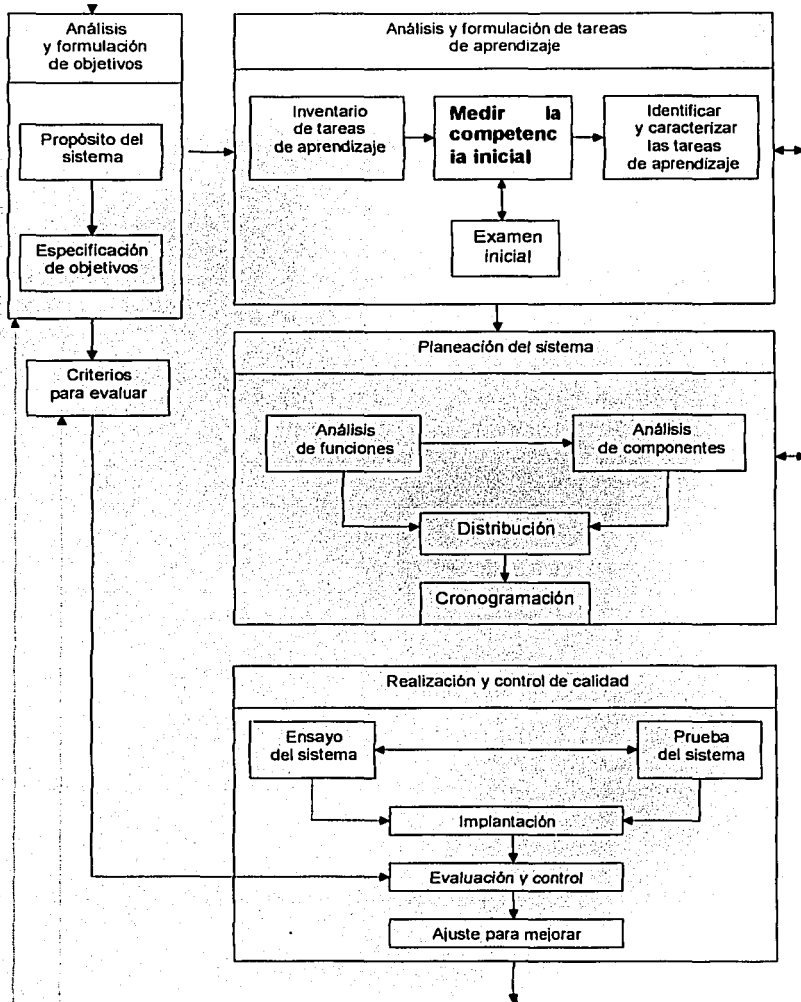 Análisis
y formulación
de objetivos
Propósito del
sistema
Especificación
de objetivos
Criterios
para evaluar
Análisis y formulación de tareas
de aprendizaje
Inventario
de tareas
de aprendizaje
Medir la
competenc
ia inicial
Identificar
y caracterizar
las tareas
de aprendizaje
Examen
inicial
Planeación del sistema
Análisis
de funciones
Análisis
de componentes
Distribución
Cronogramación
Realización y control de calidad
Ensayo
del sistema
Prueba
del sistema
Implantación
Evaluación y control
Ajuste para mejorar